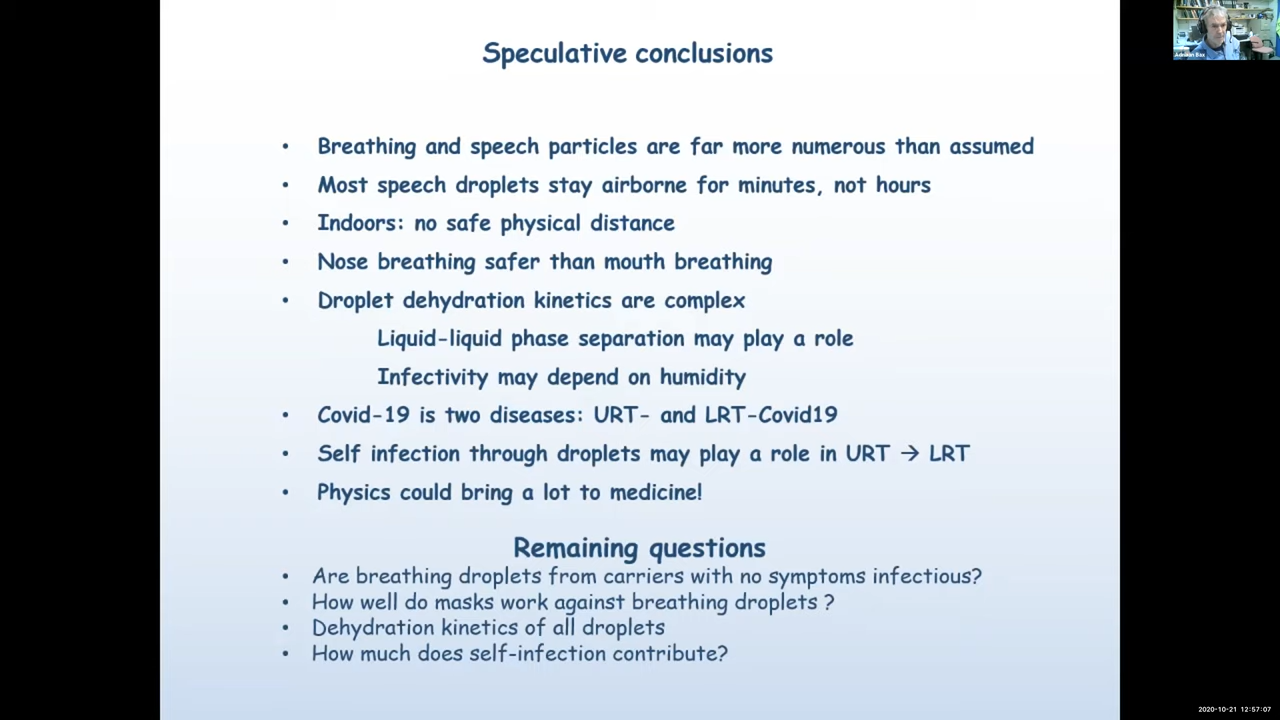 Speculative conclusions
• Breathing and speech particles are far more numerous than assumed
• Most speech droplets stay airborne for minutes, not hours
• Indoors: no safe physical distance
• Nose breathing safer than mouth breathing
• Droplet dehydration kinetics are complex
Liquid-liquid phase separation may play a role
Infectivity may depend on humidity
• Covid-19 is two diseases: URT- and LRT-Covid19
• Self infection through droplets may play a role in URT → LRT
• Physics could bring a lot to medicine!
Remaining questions
• Are breathing droplets from carriers with no symptoms infectious?
• How well do masks work against breathing droplets ?
• Dehydration kinetics of all droplets
• How much does self-infection contribute?
Adriaan Bax
2020-10-21 12:57:07